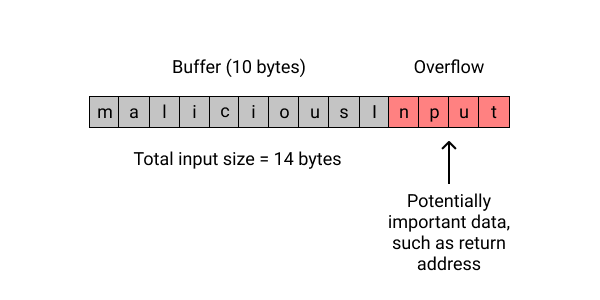 Buffer (10 bytes) Overflow
m a l i c i o u s I n p u t
Total input size = 14 bytes
Potentially
important data,
such as return
address